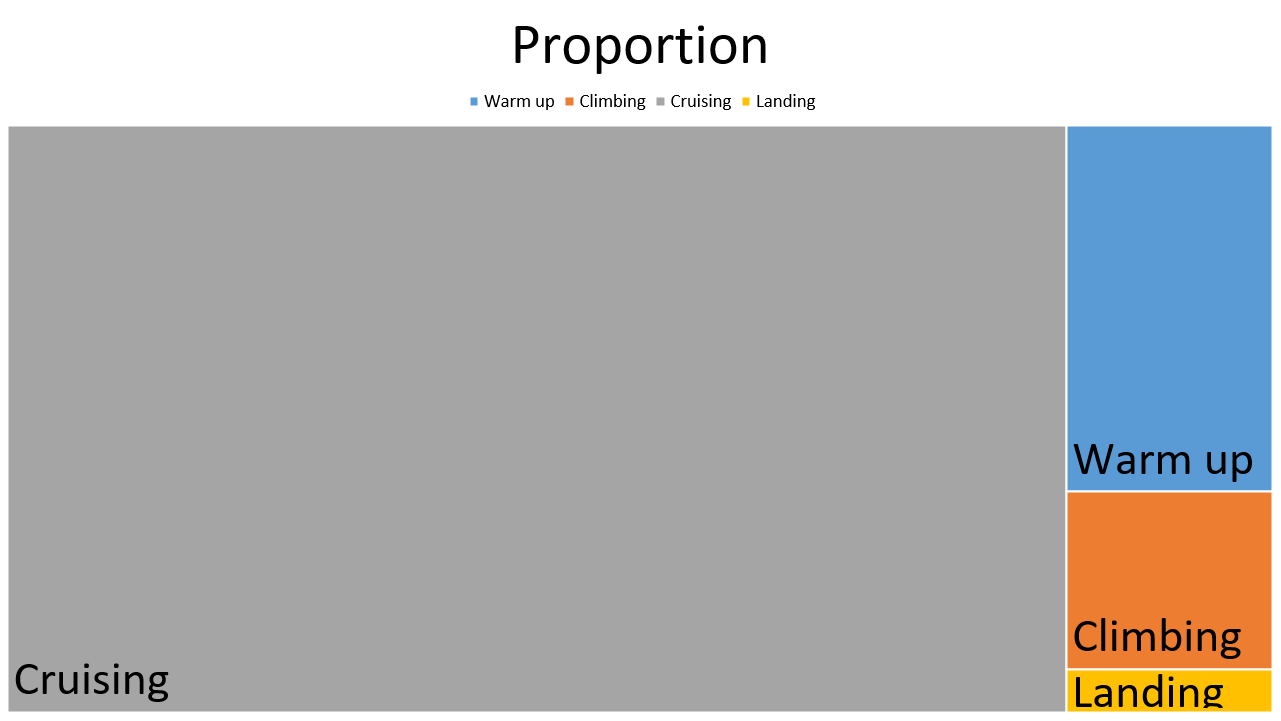 Proportion
Warm up Climbing Cruising Landing
Warm up
Climbing
Cruising
Landing